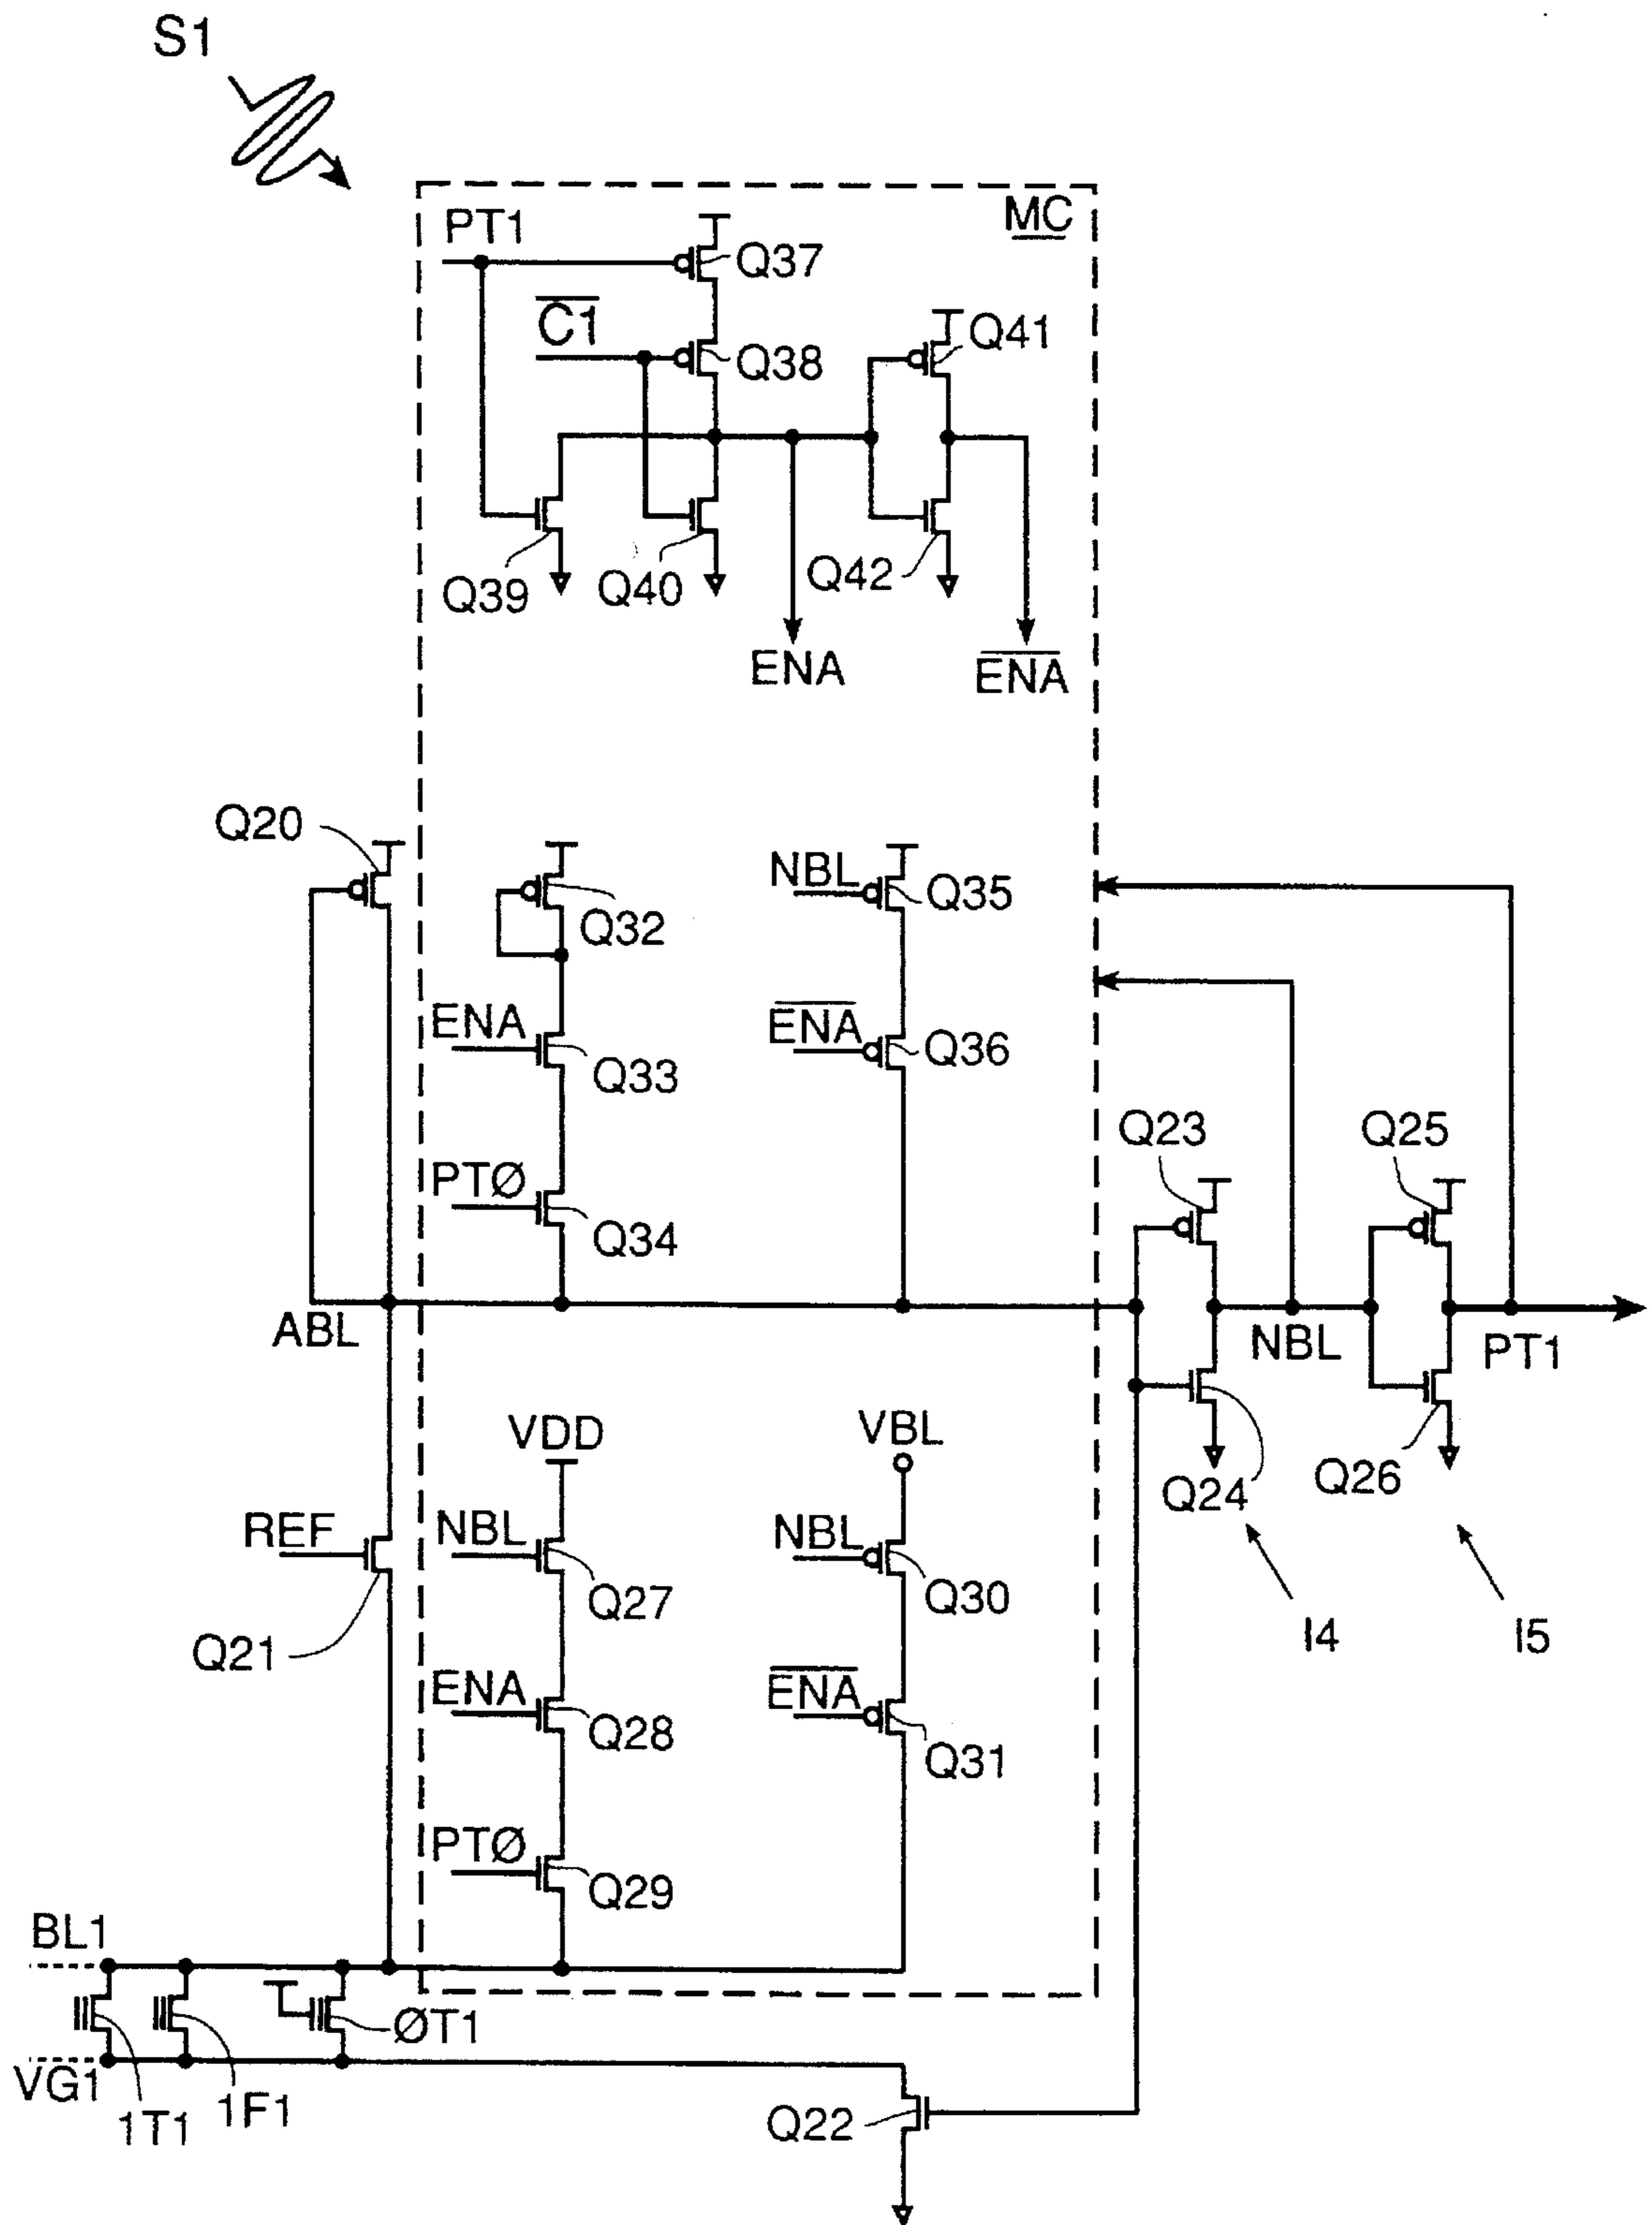 S1
MC
PT1
Q37
C1
Q38
Q41
Q39
Q40
Q42
ENA
ENA
Q20
NBL
Q35
Q32
ENA
Q33
ENA
Q36
PTØ
Q34
Q23
Q25
ABL
NBL
PT1
VDD
VBL
Q24
Q26
REF
NBL
Q27
NBL
Q30
Q21
I4
I5
ENA
Q28
ENA
Q31
PTØ
Q29
BL1
ØT1
VG1
1T1
1F1
Q22